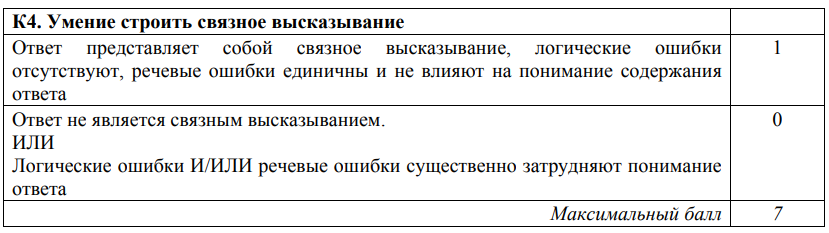 К4. Умение строить связное высказывание
Ответ представляет собой связное высказывание, логические ошибки 1
отсутствуют, речевые ошибки единичны и не влияют на понимание содержания
ответа
Ответ не является связным высказыванием. 0
ИЛИ
Логические ошибки И/ИЛИ речевые ошибки существенно затрудняют понимание
ответа
Максимальный балл 7